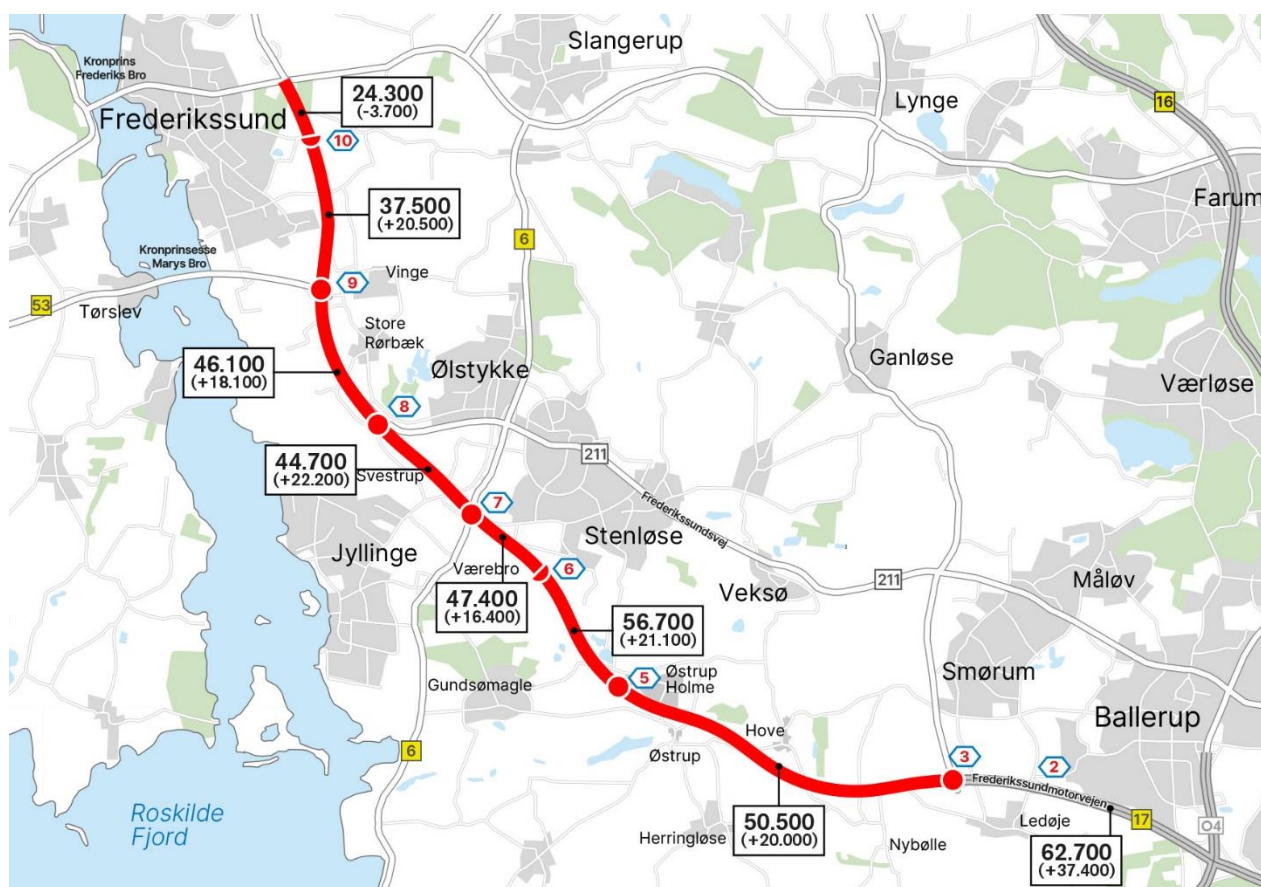 Slangerup
Kronprins
Frederiks Bro
24.300
(-3.700)
Lynge
16
Frederikssund
10
Farum
37.500
(+20.500)
6
Kronprinsesse
Marys Bro
9
Vinge
53
Tørslev
Store
Rørbæk
46.100
(+18.100)
Ølstykke
Ganløse
Værløse
8
44.700
(+22.200)
Svestrup
211
Frederikssundsvej
7
Stenløse
Jyllinge
Værebro
6
211
Måløv
Veksø
47.400
(+16.400)
56.700
(+21.100)
Smørum
5
Østrup
Holme
Gundsømagle
Ballerup
Hove
6
Østrup
3
2
Frederikssundmotorvejen
Roskilde
Fjord
50.500
(+20.000)
Herringløse
Nybølle
Ledøje
17
O4
62.700
(+37.400)